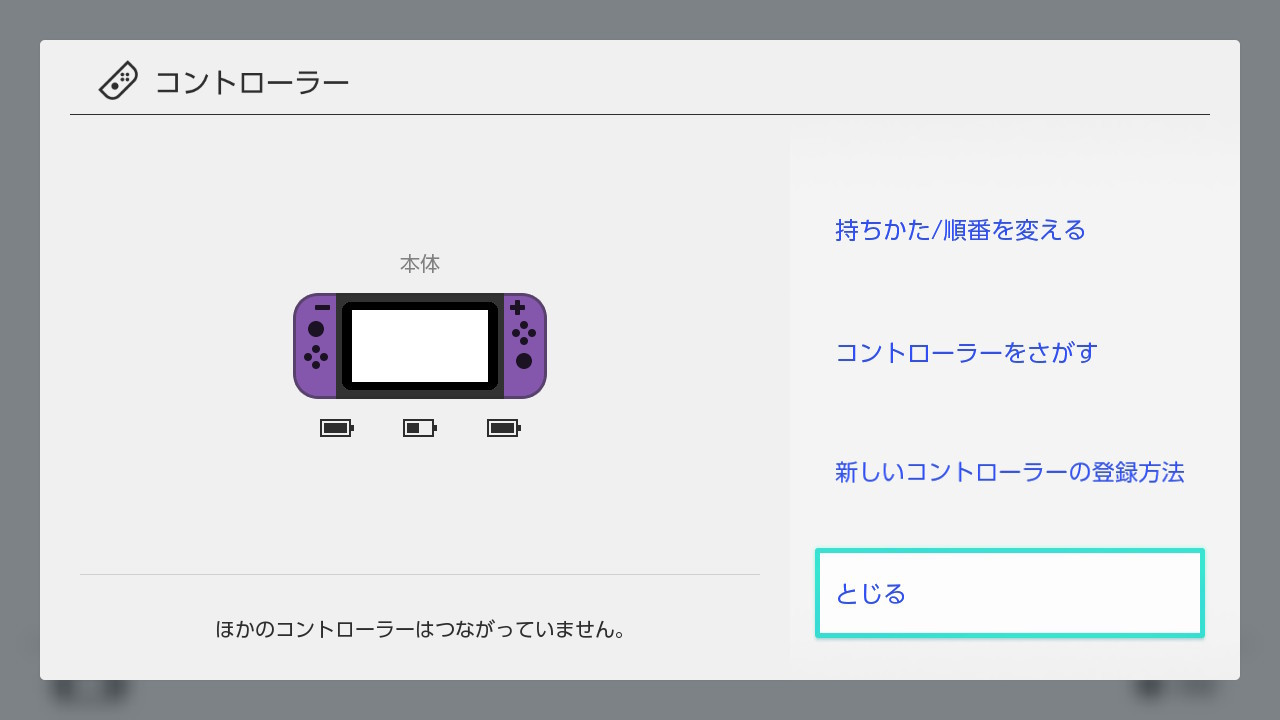 コントローラー
本体
持ちかた/順番を変える
コントローラーをさがす
新しいコントローラーの登録方法
とじる
ほかのコントローラーはつながっていません。